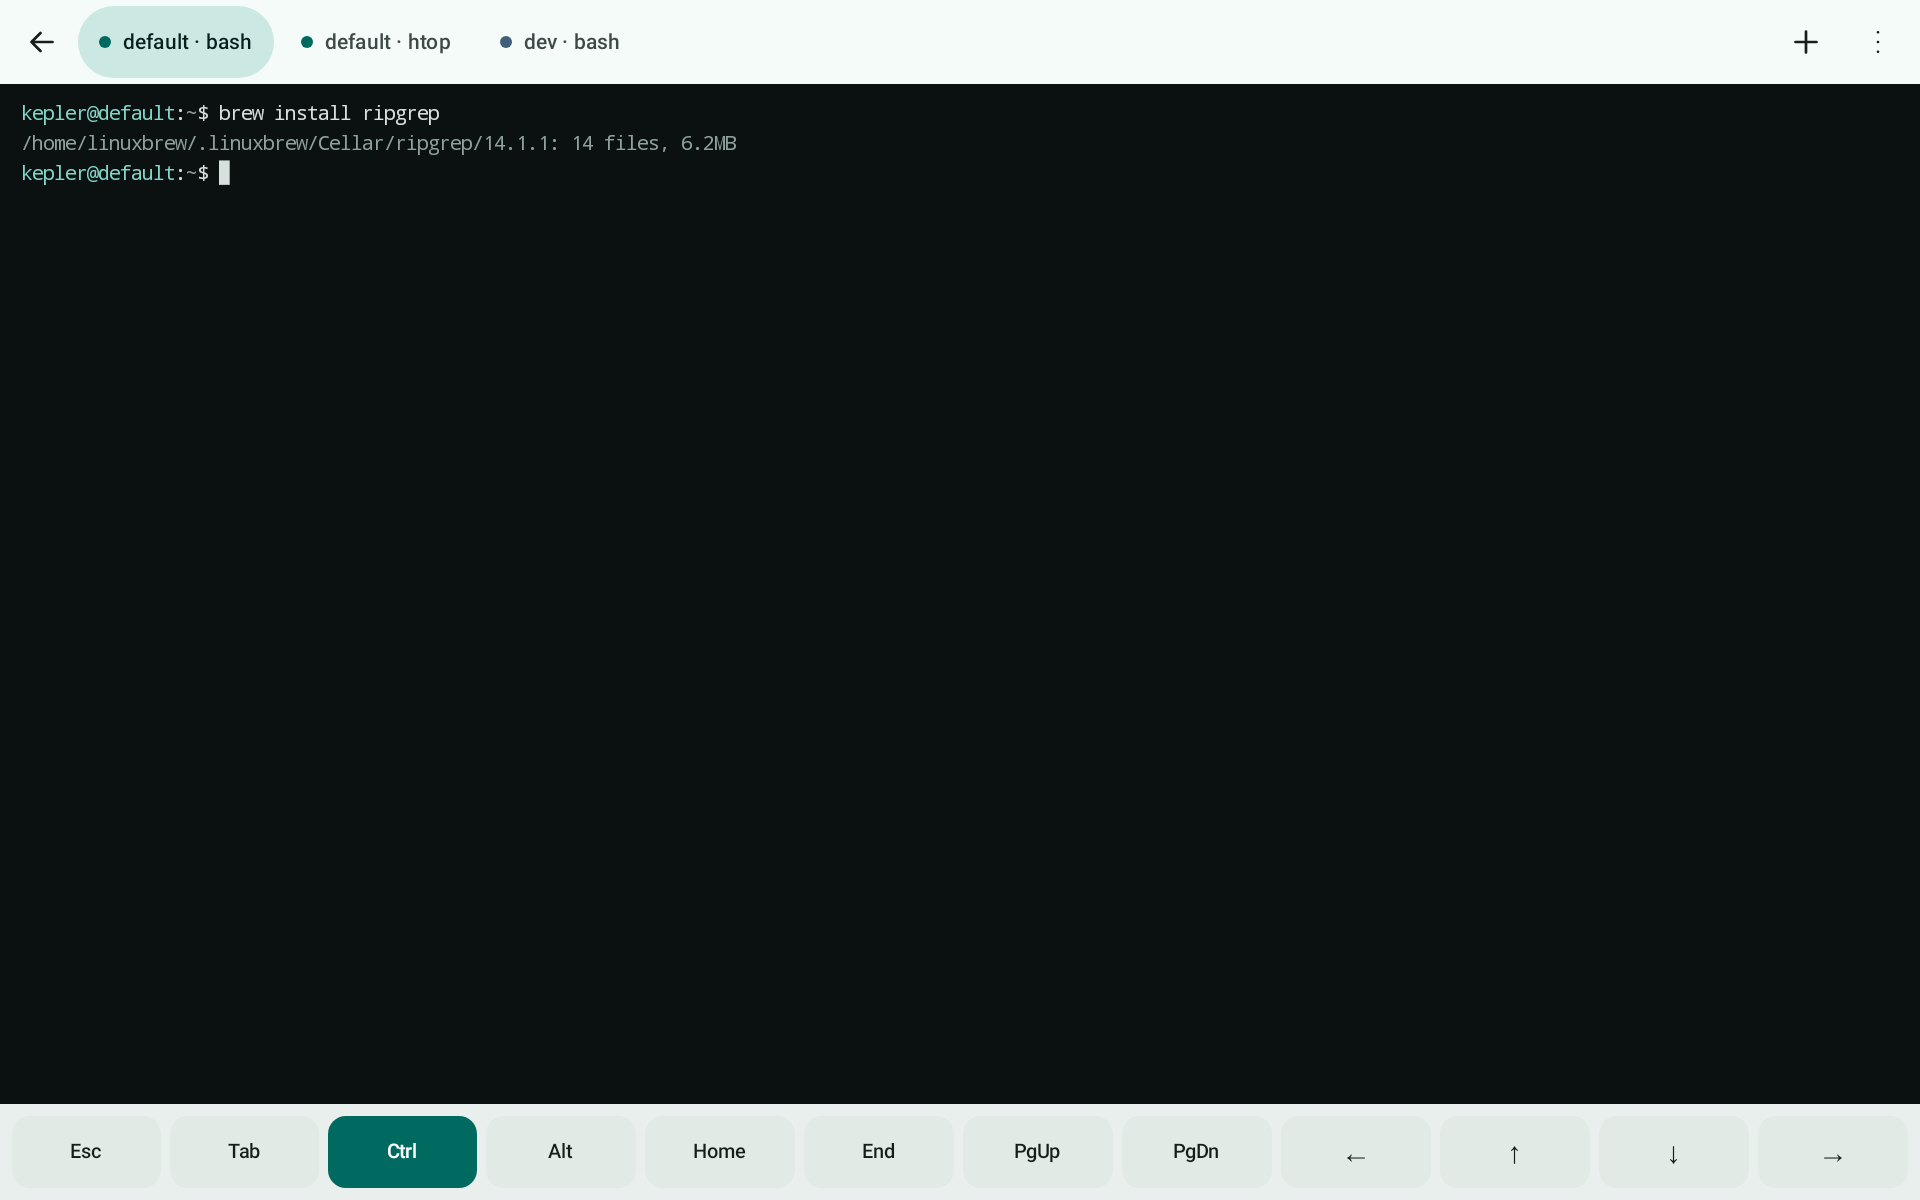 default · bash default · htop dev · bash
kepler@default:~$ brew install ripgrep
/home/linuxbrew/.linuxbrew/Cellar/ripgrep/14.1.1: 14 files, 6.2MB
kepler@default:~$
Esc Tab Ctrl Alt Home End PgUp PgDn ← ↑ ↓ →